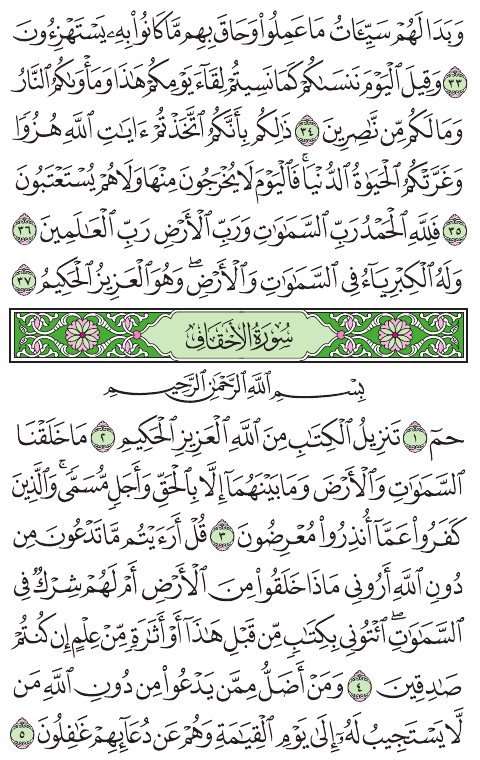 وَبَدَا لَهُمْ سَيِّـَٔاتُ مَا عَمِلُوا۟ وَحَاقَ بِهِم مَّا كَانُوا۟ بِهِۦ يَسْتَهْزِءُونَ
٣٣ وَقِيلَ ٱلْيَوْمَ نَنسَىٰكُمْ كَمَا نَسِيتُمْ لِقَآءَ يَوْمِكُمْ هَـٰذَا وَمَأْوَىٰكُمُ ٱلنَّارُ
وَمَا لَكُم مِّن نَّـٰصِرِينَ ٣٤ ذَٰلِكُم بِأَنَّكُمُ ٱتَّخَذْتُمْ ءَايَـٰتِ ٱللَّهِ هُزُوًا
وَغَرَّتْكُمُ ٱلْحَيَوٰةُ ٱلدُّنْيَا ۚ فَٱلْيَوْمَ لَا يُخْرَجُونَ مِنْهَا وَلَا هُمْ يُسْتَعْتَبُونَ
٣٥ فَلِلَّهِ ٱلْحَمْدُ رَبِّ ٱلسَّمَـٰوَٰتِ وَرَبِّ ٱلْأَرْضِ رَبِّ ٱلْعَـٰلَمِينَ ٣٦
وَلَهُ ٱلْكِبْرِيَآءُ فِى ٱلسَّمَـٰوَٰتِ وَٱلْأَرْضِ ۖ وَهُوَ ٱلْعَزِيزُ ٱلْحَكِيمُ ٣٧
سُورَةُ الأَحْقَافِ
بِسْمِ ٱللَّهِ ٱلرَّحْمَـٰنِ ٱلرَّحِيمِ
حمٓ ١ تَنزِيلُ ٱلْكِتَـٰبِ مِنَ ٱللَّهِ ٱلْعَزِيزِ ٱلْحَكِيمِ ٢ مَا خَلَقْنَا
ٱلسَّمَـٰوَٰتِ وَٱلْأَرْضَ وَمَا بَيْنَهُمَآ إِلَّا بِٱلْحَقِّ وَأَجَلٍ مُّسَمًّى ۚ وَٱلَّذِينَ
كَفَرُوا۟ عَمَّآ أُنذِرُوا۟ مُعْرِضُونَ ٣ قُلْ أَرَءَيْتُم مَّا تَدْعُونَ مِن
دُونِ ٱللَّهِ أَرُونِى مَاذَا خَلَقُوا۟ مِنَ ٱلْأَرْضِ أَمْ لَهُمْ شِرْكٌ فِى
ٱلسَّمَـٰوَٰتِ ۖ ٱئْتُونِى بِكِتَـٰبٍ مِّن قَبْلِ هَـٰذَآ أَوْ أَثَـٰرَةٍ مِّنْ عِلْمٍ إِن كُنتُمْ
صَـٰدِقِينَ ٤ وَمَنْ أَضَلُّ مِمَّن يَدْعُوا۟ مِن دُونِ ٱللَّهِ مَن
لَّا يَسْتَجِيبُ لَهُۥٓ إِلَىٰ يَوْمِ ٱلْقِيَـٰمَةِ وَهُمْ عَن دُعَآئِهِمْ غَـٰفِلُونَ ٥